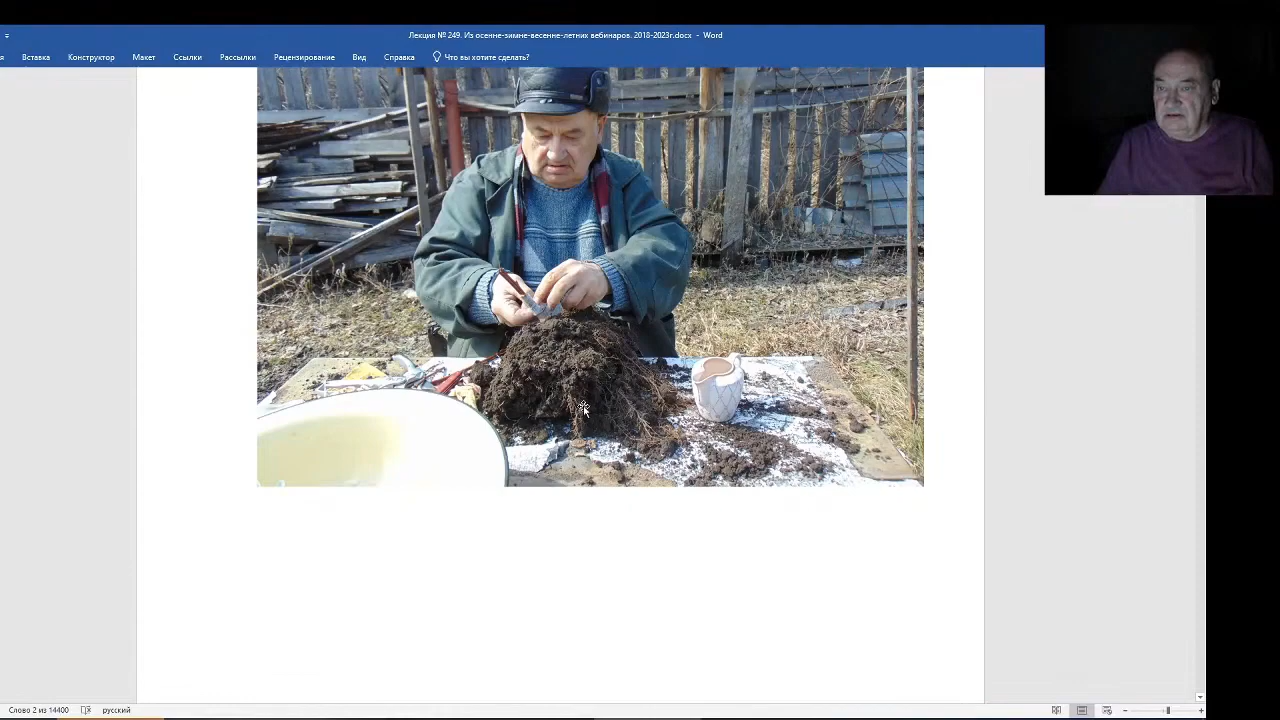 Лекция № 249. Из осенне-зимне-весенне-летних вебинаров. 2018-2023г.docx - Word
Вставка Конструктор Макет Ссылки Рассылки Рецензирование Вид Справка Что вы хотите сделать?
Слово 2 из 14400 русский